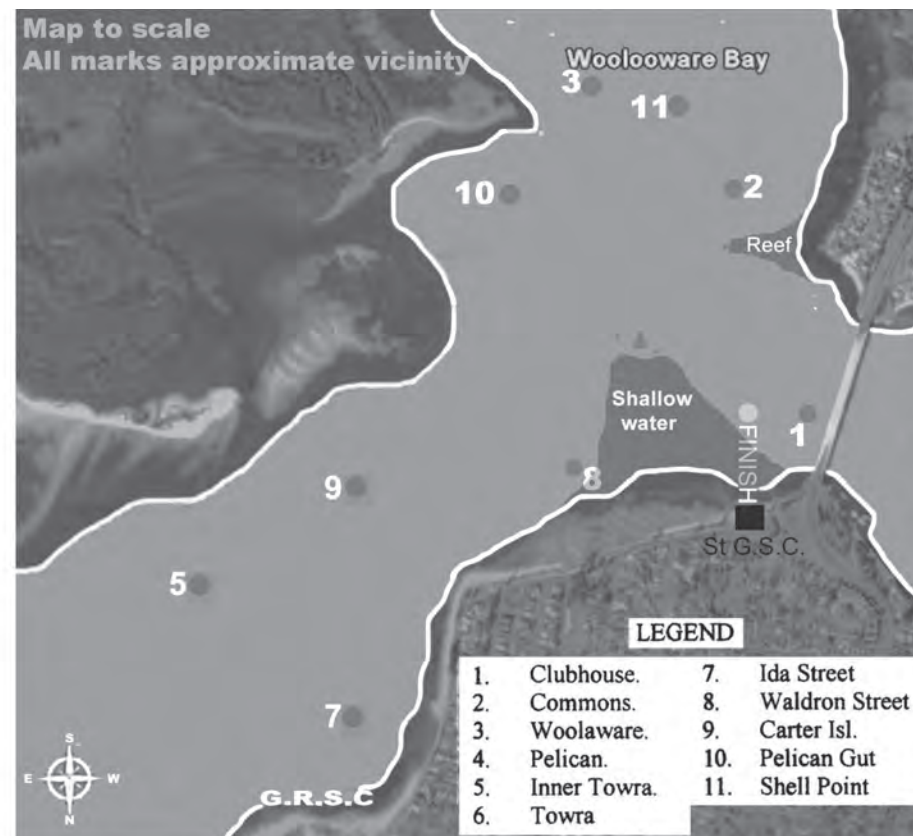 Map to scale
All marks approximate vicinity
Woolooware Bay
3
11
10
2
Reef
Shallow
water
1
FINISH
9
8
St G.S.C.
5
7
G.R.S.C
S
E W
N
LEGEND
1. Clubhouse.
2. Commons.
3. Woolaware.
4. Pelican.
5. Inner Towra.
6. Towra
7. Ida Street
8. Waldron Street
9. Carter Isl.
10. Pelican Gut
11. Shell Point